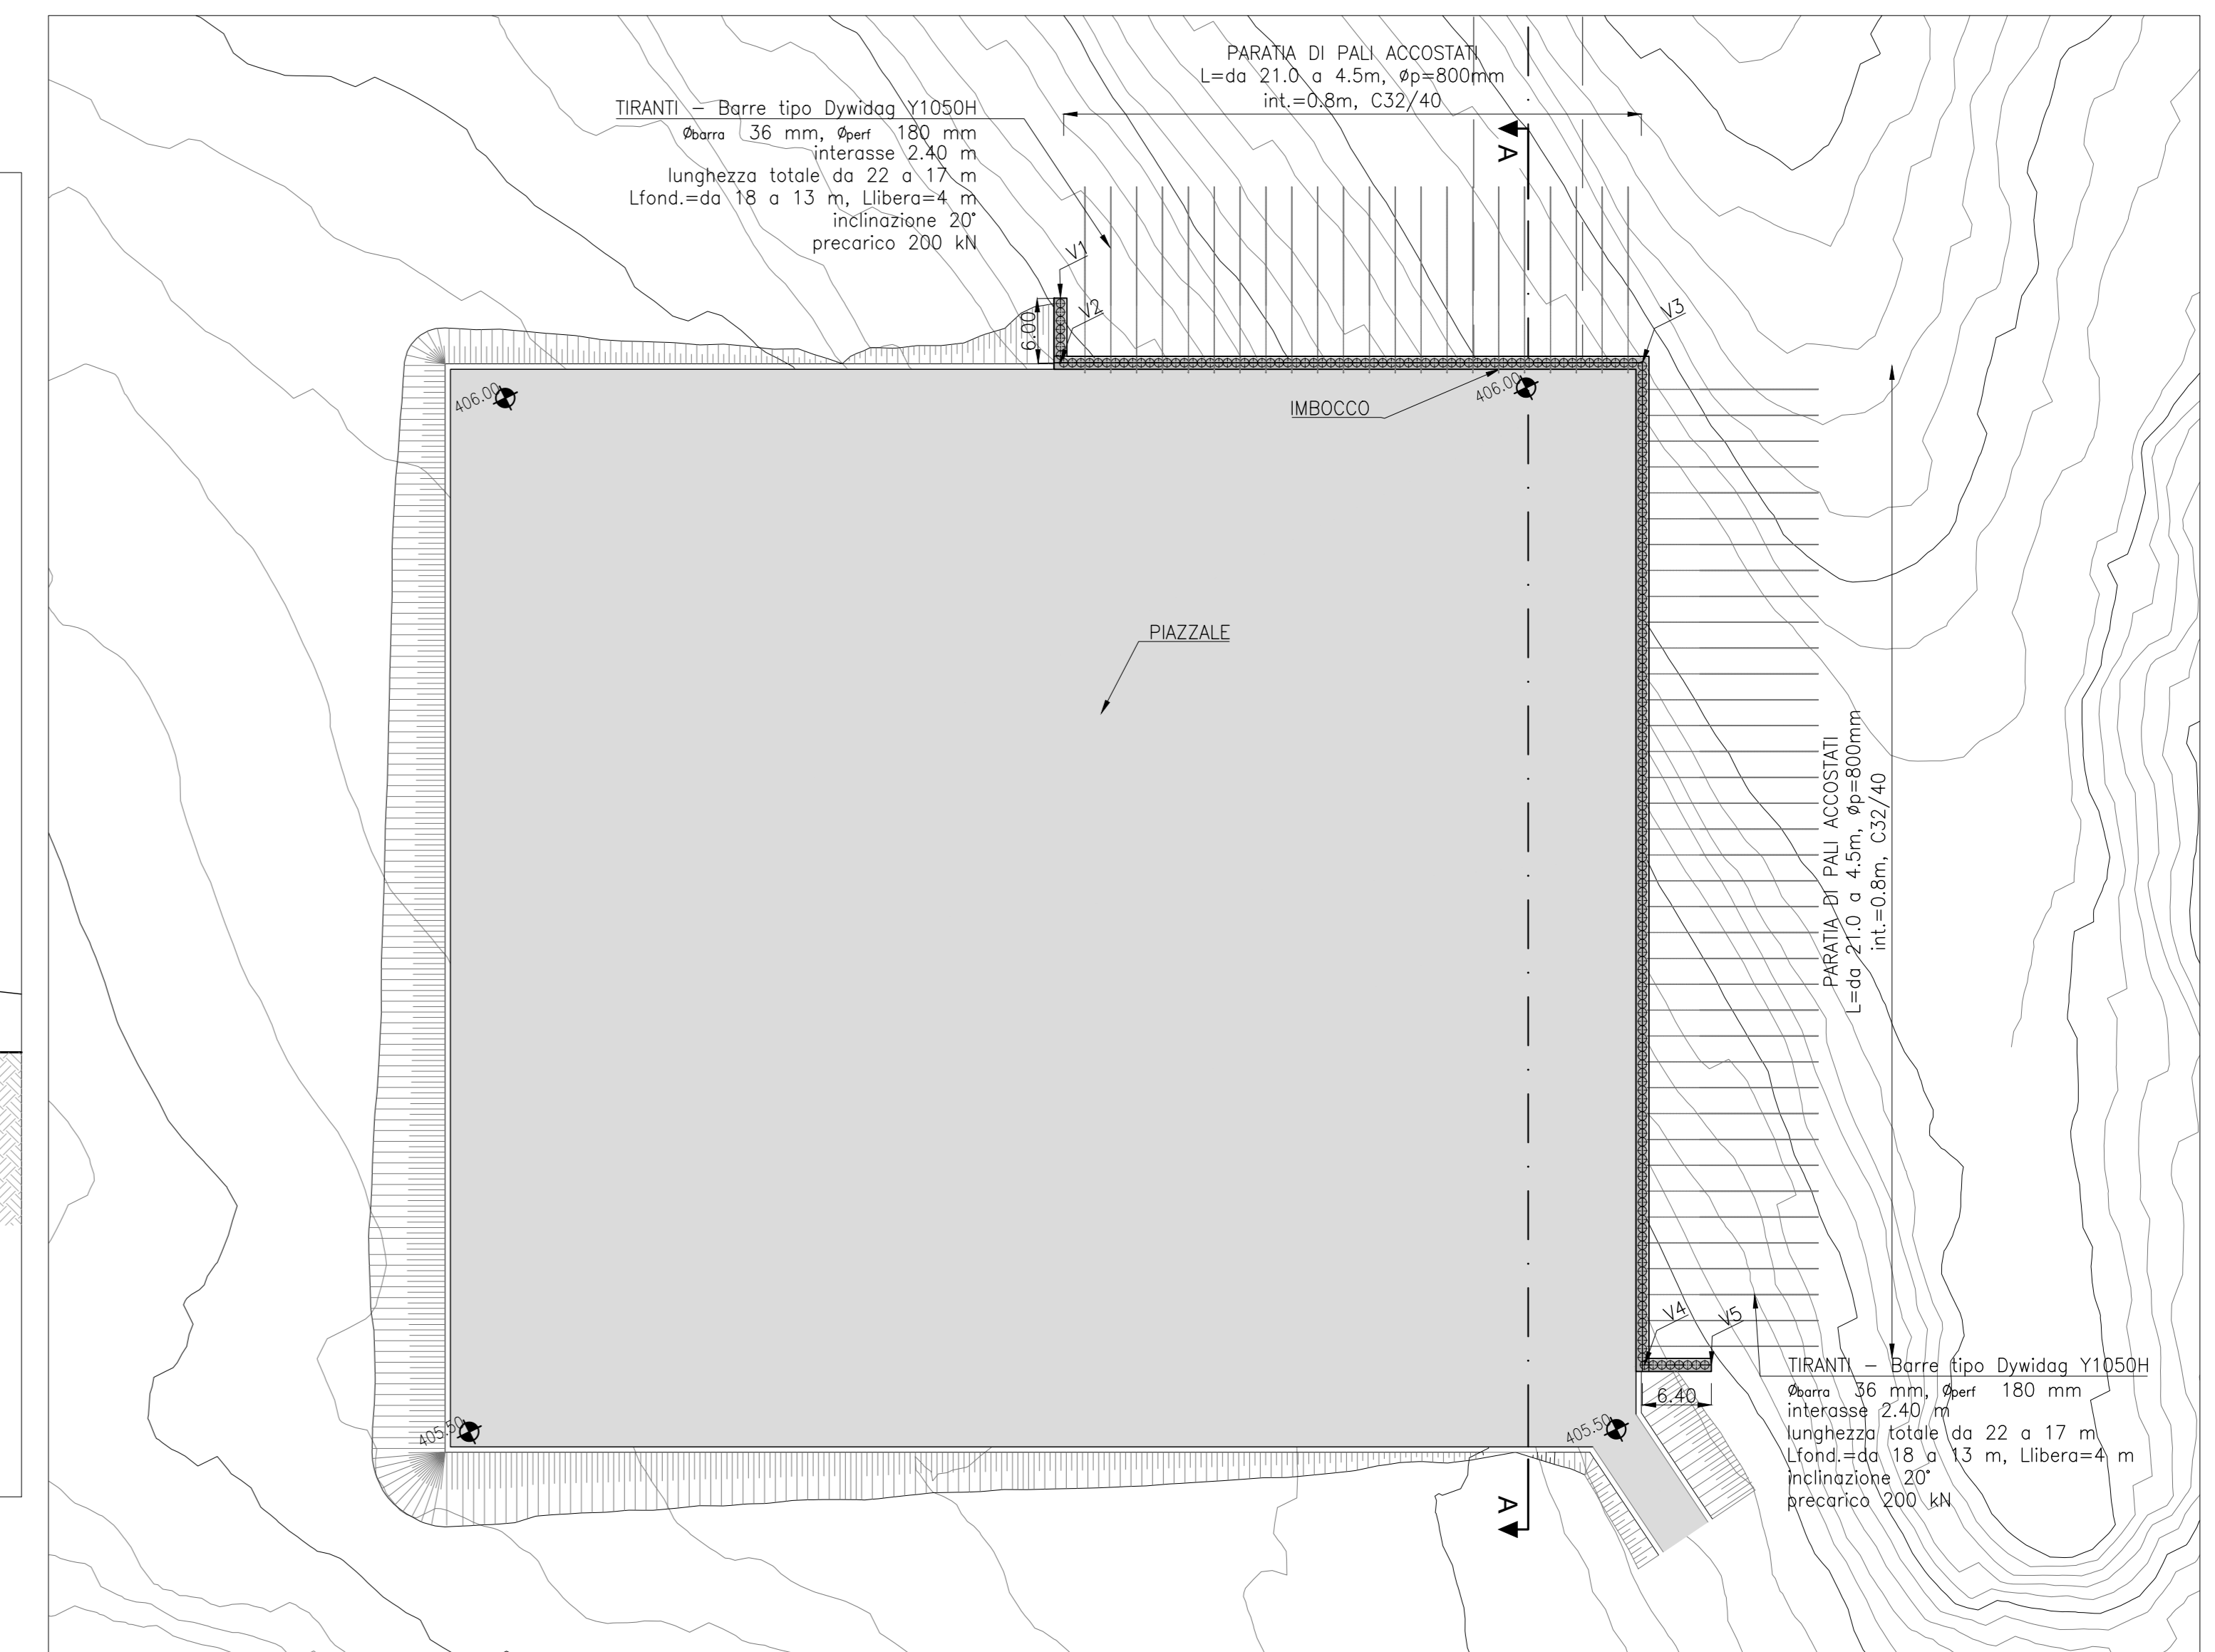 PARATIA DI PALI ACCOSTATI
L=da 21.0 a 4.5m, øp=800mm
int.=0.8m, C32/40
TIRANTI – Barre tipo Dywidag Y1050H
øbarra 36 mm, øperf 180 mm
interasse 2.40 m
lunghezza totale da 22 a 17 m
Lfond.=da 18 a 13 m, Llibera=4 m
inclinazione 20°
precarico 200 kN
A
V1
V2
V3
6.00
406.00
406.00
IMBOCCO
PIAZZALE
PARATIA DI PALI ACCOSTATI
L=da 21.0 a 4.5m, øp=800mm
int.=0.8m, C32/40
V4
V5
6.40
TIRANTI – Barre tipo Dywidag Y1050H
øbarra 36 mm, øperf 180 mm
interasse 2.40 m
lunghezza totale da 22 a 17 m
Lfond.=da 18 a 13 m, Llibera=4 m
inclinazione 20°
precarico 200 kN
405.50
405.50
A